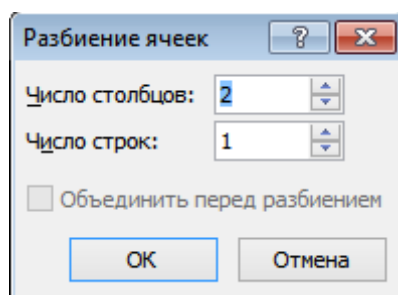 Разбиение ячеек
Число столбцов: 2
Число строк: 1
Объединить перед разбиением
ОК Отмена